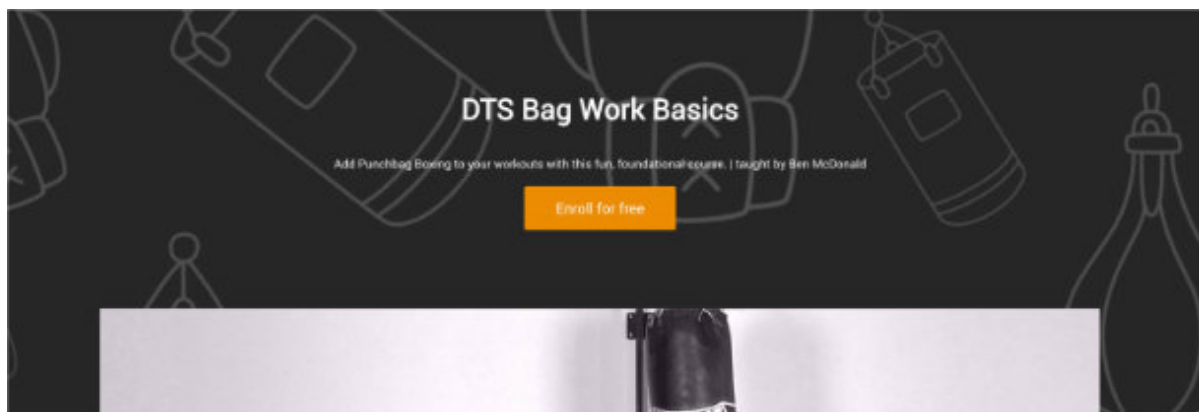 DTS Bag Work Basics
Add Punchbag Boxing to your workouts with this fun, foundational course. | taught by Ben McDonald
Enroll for free